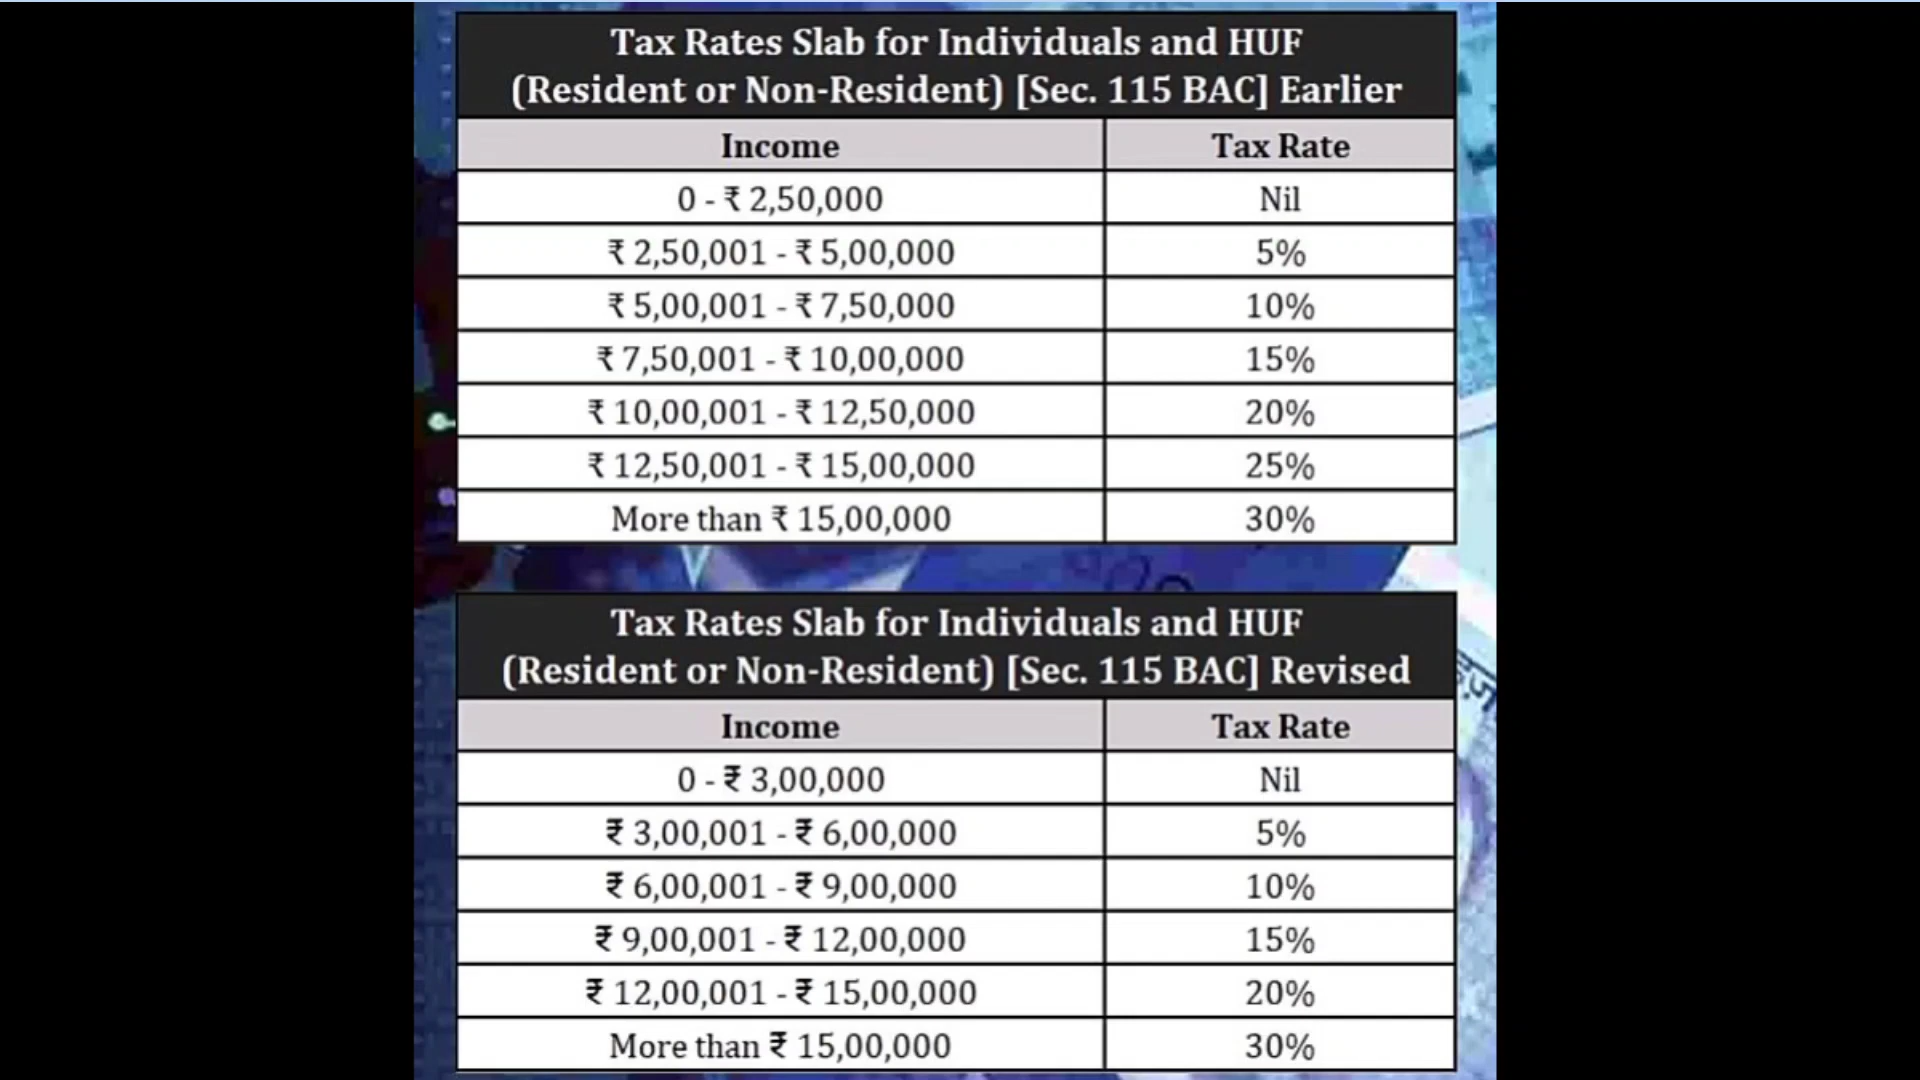 Tax Rates Slab for Individuals and HUF
(Resident or Non-Resident) [Sec. 115 BAC] Earlier
Income Tax Rate
0 - ₹ 2,50,000 Nil
₹ 2,50,001 - ₹ 5,00,000 5%
₹ 5,00,001 - ₹ 7,50,000 10%
₹ 7,50,001 - ₹ 10,00,000 15%
₹ 10,00,001 - ₹ 12,50,000 20%
₹ 12,50,001 - ₹ 15,00,000 25%
More than ₹ 15,00,000 30%
Tax Rates Slab for Individuals and HUF
(Resident or Non-Resident) [Sec. 115 BAC] Revised
Income Tax Rate
0 - ₹ 3,00,000 Nil
₹ 3,00,001 - ₹ 6,00,000 5%
₹ 6,00,001 - ₹ 9,00,000 10%
₹ 9,00,001 - ₹ 12,00,000 15%
₹ 12,00,001 - ₹ 15,00,000 20%
More than ₹ 15,00,000 30%